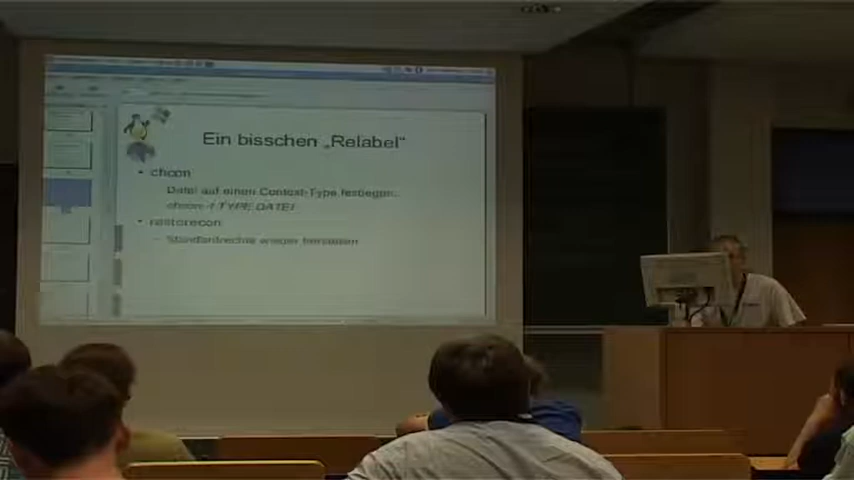 Ein bisschen „Relabel“
• chcon
Datei auf einen Context-Type festlegen:
chcon -t TYPE DATEI
• restorecon
– Standardrechte wieder herstellen